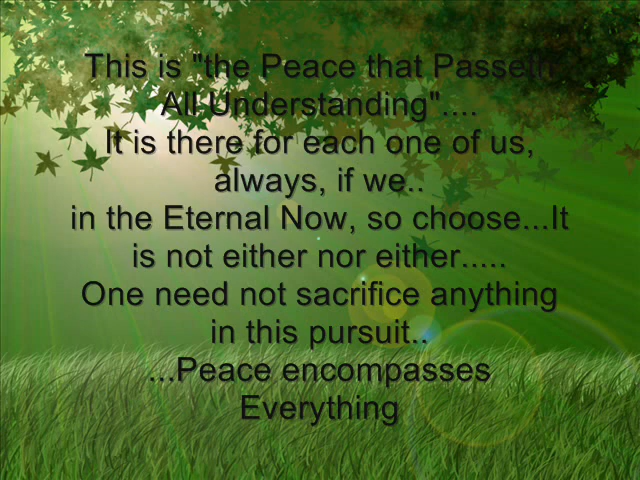 This is "the Peace that Passeth
All Understanding"....
It is there for each one of us,
always, if we..
in the Eternal Now, so choose...It
is not either nor either.....
One need not sacrifice anything
in this pursuit..
...Peace encompasses
Everything